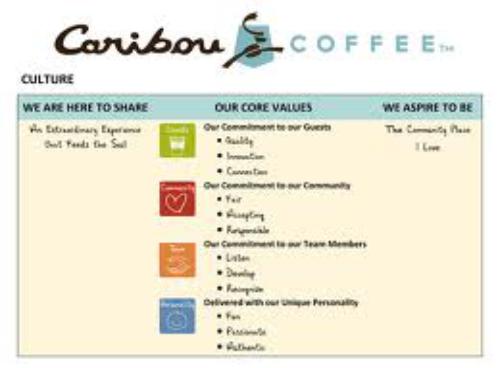 Caribou COFFEE™
CULTURE
WE ARE HERE TO SHARE
An Extraordinary Experience
that Feeds the Soul
OUR CORE VALUES
Guests
Our Commitment to our Guests
• Quality
• Innovation
• Connection
Community
Our Commitment to our Community
• Fair
• Accepting
• Responsible
Team
Our Commitment to our Team Members
• Listen
• Develop
• Recognize
Personality
Delivered with our Unique Personality
• Fun
• Passionate
• Authentic
WE ASPIRE TO BE
The Community Place
I Love